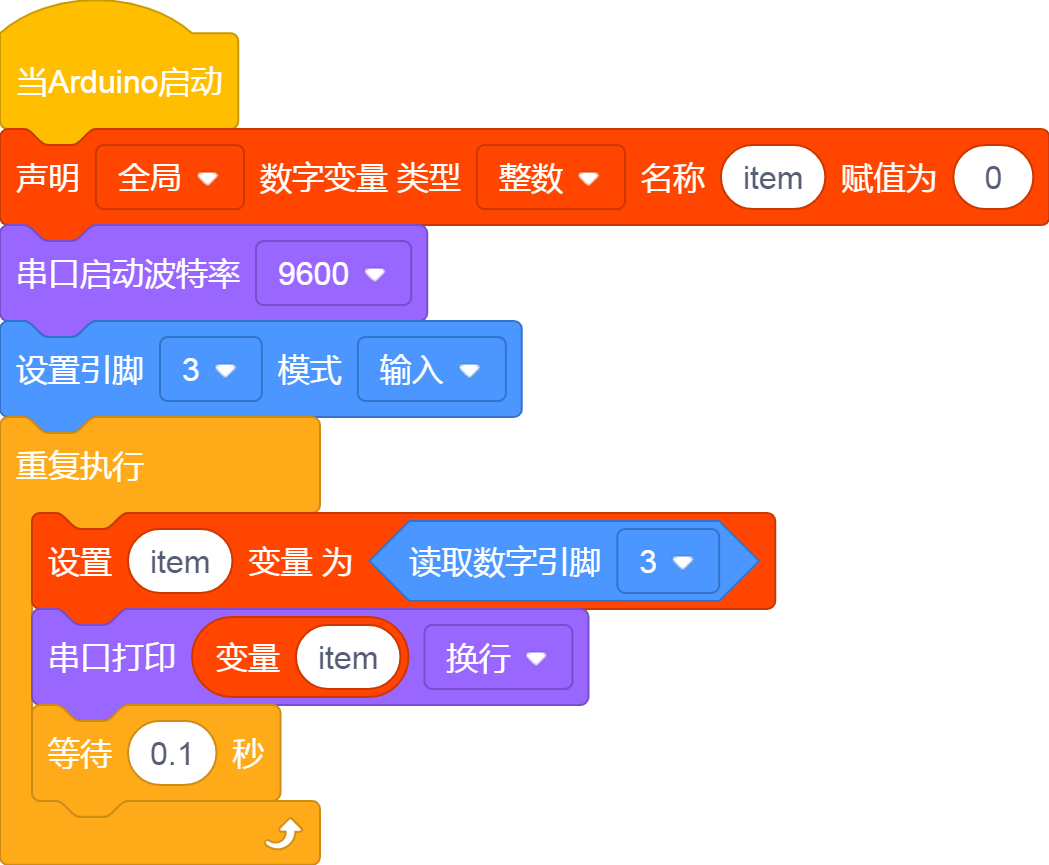 当Arduino启动
声明 全局 数字变量 类型 整数 名称 item 赋值为 0
串口启动波特率 9600
设置引脚 3 模式 输入
重复执行
设置 item 变量 为 读取数字引脚 3
串口打印 变量 item 换行
等待 0.1 秒